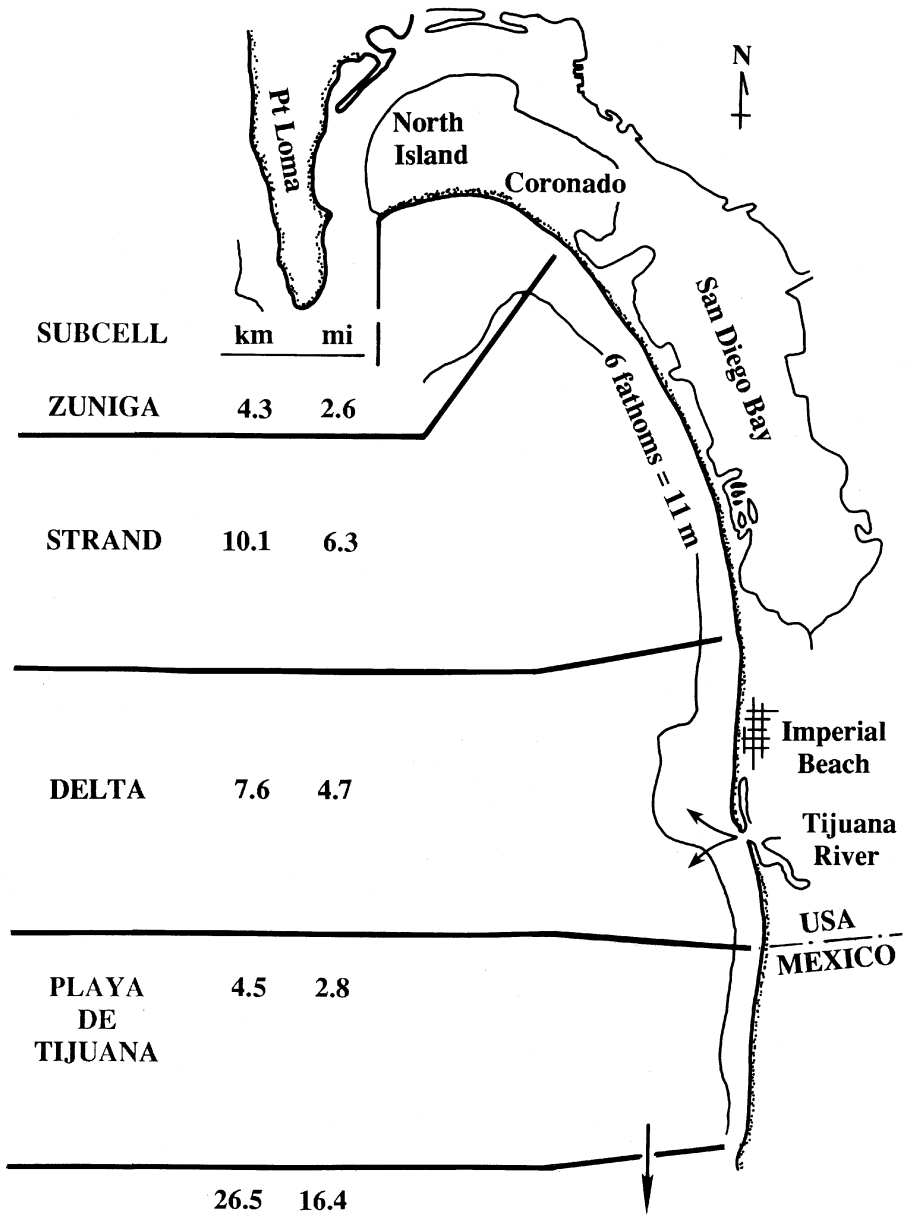 N
Pt Loma
North
Island
Coronado
San Diego Bay
SUBCELL km mi
ZUNIGA 4.3 2.6
6 fathoms = 11 m
STRAND 10.1 6.3
Imperial
Beach
DELTA 7.6 4.7
Tijuana
River
USA
MEXICO
PLAYA 4.5 2.8
DE
TIJUANA
26.5 16.4